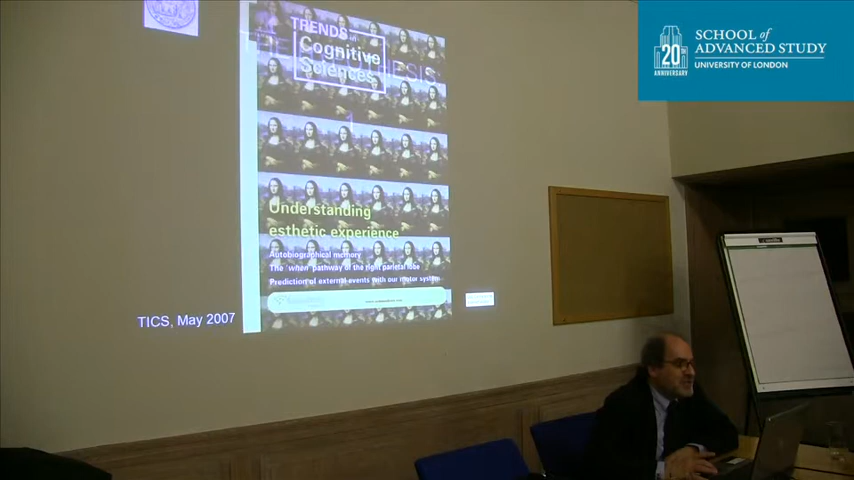 TRENDS in
Cognitive
Sciences
Understanding
esthetic experience
Autobiographical memory
The 'when' pathway of the right parietal lobe
Prediction of external events with our motor system
TICS, May 2007
20
ANNIVERSARY
SCHOOL of
ADVANCED STUDY
UNIVERSITY OF LONDON